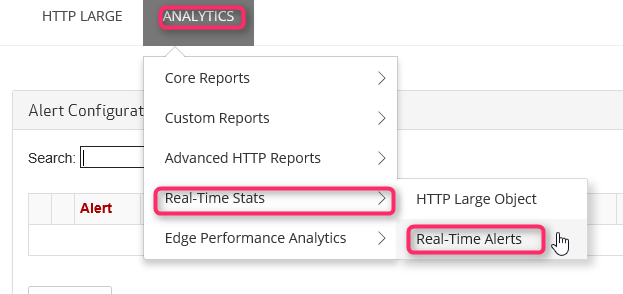 HTTP LARGE ANALYTICS
Core Reports
Alert Configurat
Custom Reports
Search:
Advanced HTTP Reports
Alert
Real-Time Stats
HTTP Large Object
Edge Performance Analytics
Real-Time Alerts